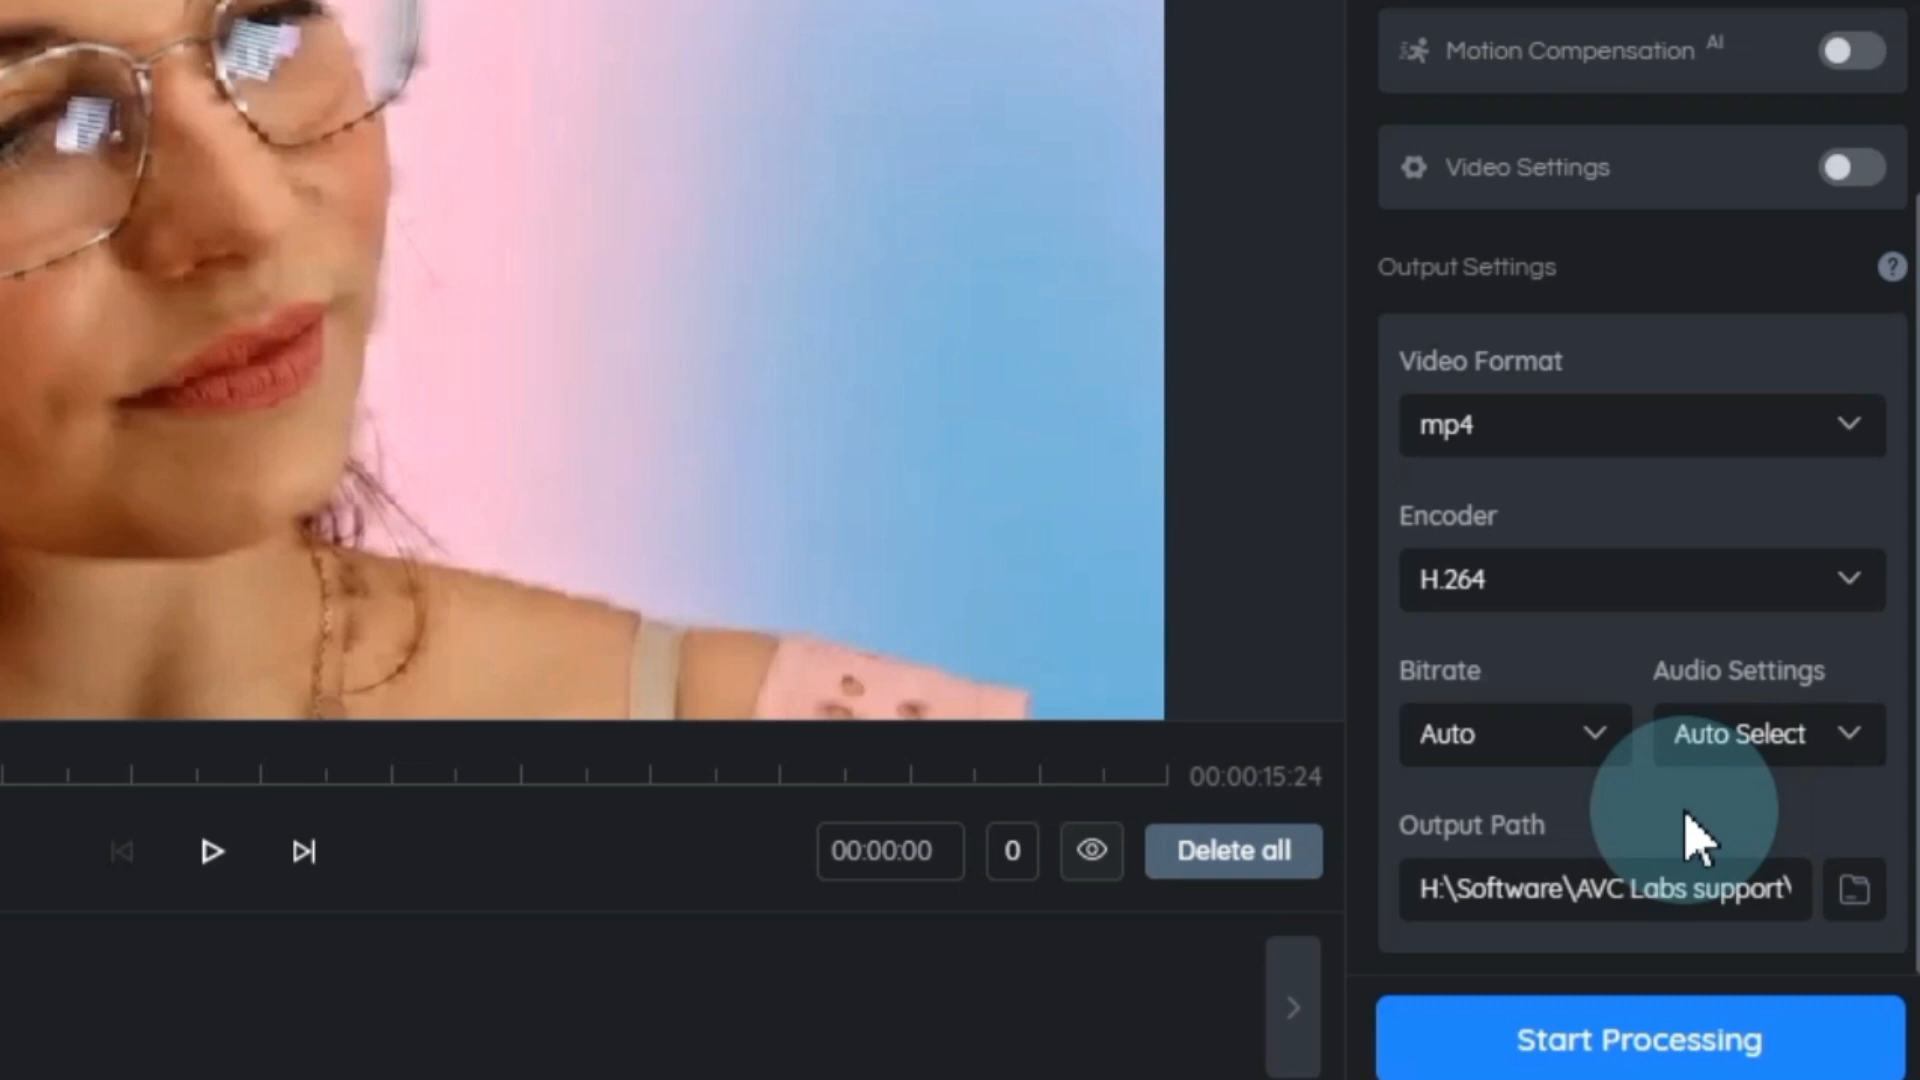 Motion Compensation AI
Video Settings
Output Settings
?
Video Format
mp4
Encoder
H.264
Bitrate
Audio Settings
Auto
Auto Select
00:00:15:24
Output Path
00:00:00
0
Delete all
H:\Software\AVC Labs support\
Start Processing